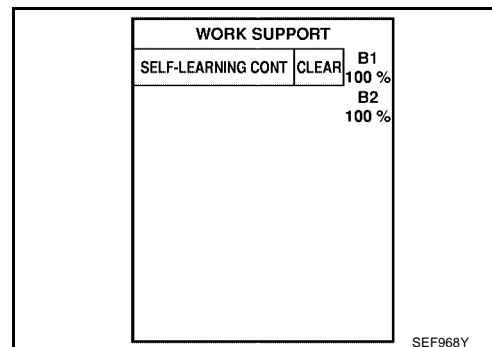 WORK SUPPORT
SELF-LEARNING CONT CLEAR B1
100 %
B2
100 %
SEF968Y